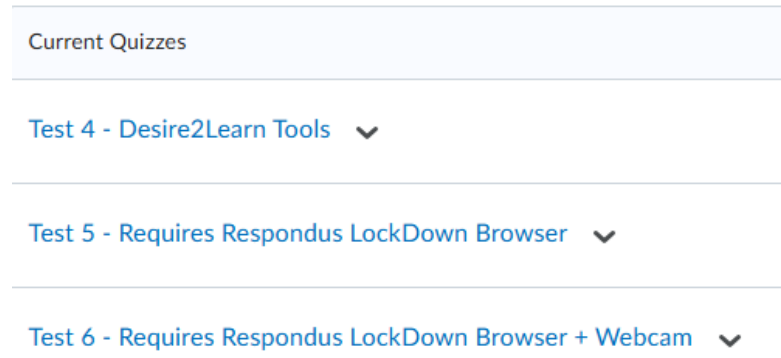 Current Quizzes
Test 4 - Desire2Learn Tools
Test 5 - Requires Respondus LockDown Browser
Test 6 - Requires Respondus LockDown Browser + Webcam